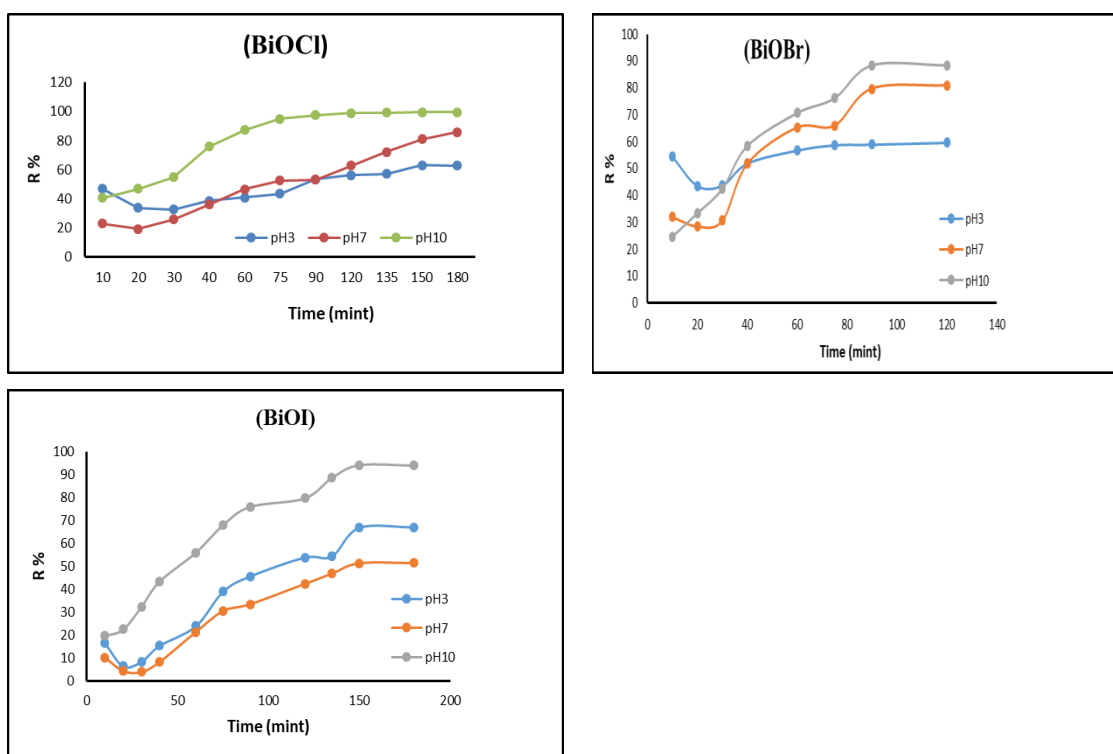 (BiOCl)
120
100
80
60
40
20
0
R %
10 20 30 40 60 75 90 120 135 150 180
pH3 pH7 pH10
Time (mint)
(BiOBr)
100
90
80
70
60
50
40
30
20
10
0
R %
pH3
pH7
pH10
0 20 40 60 80 100 120 140
Time (mint)
(BiOI)
100
90
80
70
60
50
40
30
20
10
0
R %
pH3
pH7
pH10
0 50 100 150 200
Time (mint)